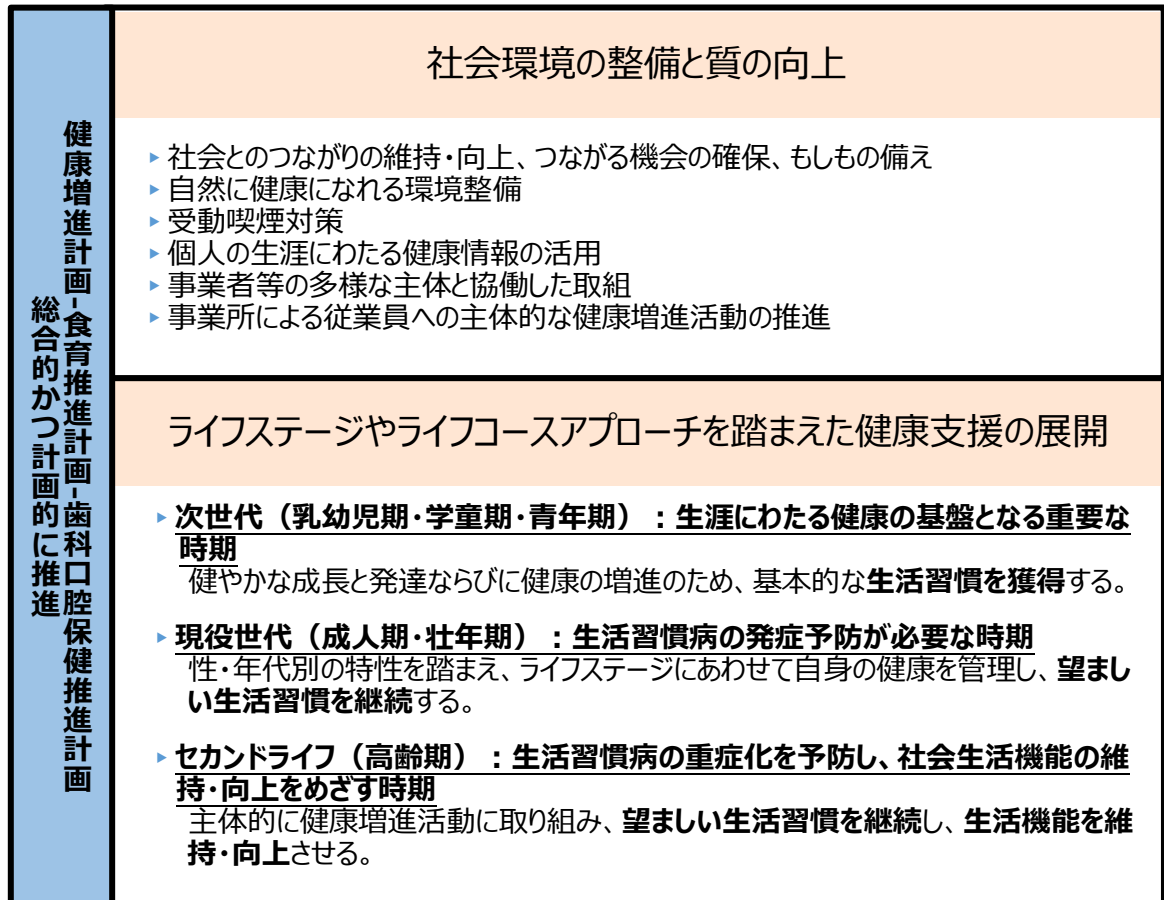 健康増進計画-食育推進計画-歯科口腔保健推進計画
総合的かつ計画的に推進
社会環境の整備と質の向上
▸社会とのつながりの維持・向上、つながる機会の確保、もしもの備え
▸自然に健康になれる環境整備
▸受動喫煙対策
▸個人の生涯にわたる健康情報の活用
▸事業者等の多様な主体と協働した取組
▸事業所による従業員への主体的な健康増進活動の推進
ライフステージやライフコースアプローチを踏まえた健康支援の展開
▸次世代（乳幼児期・学童期・青年期）：生涯にわたる健康の基盤となる重要な
時期
健やかな成長と発達ならびに健康の増進のため、基本的な生活習慣を獲得する。
▸現役世代（成人期・壮年期）：生活習慣病の発症予防が必要な時期
性・年代別の特性を踏まえ、ライフステージにあわせて自身の健康を管理し、望まし
い生活習慣を継続する。
▸セカンドライフ（高齢期）：生活習慣病の重症化を予防し、社会生活機能の維
持・向上をめざす時期
主体的に健康増進活動に取り組み、望ましい生活習慣を継続し、生活機能を維
持・向上させる。